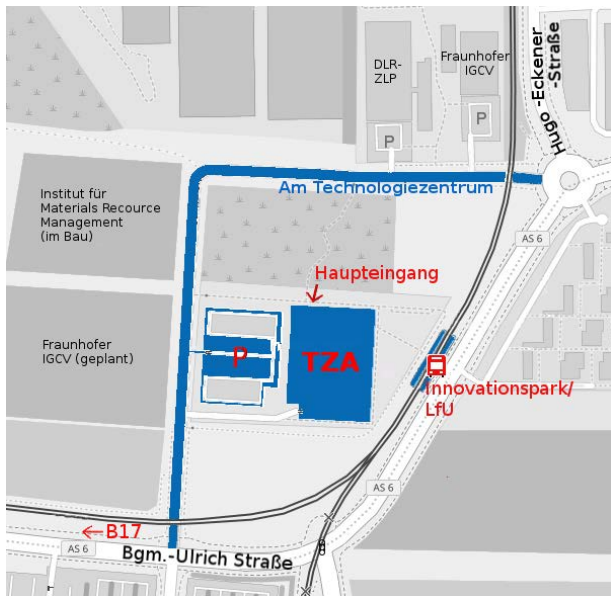 DLR-
ZLP
Fraunhofer
IGCV
P
P
Hugo -Eckener
-Straße
Am Technologiezentrum
Institut für
Materials Recource
Management
(im Bau)
AS 6
Haupteingang
Fraunhofer
IGCV (geplant)
P
TZA
Innovationspark/
LfU
AS 6
B17
AS 6
Bgm.-Ulrich Straße